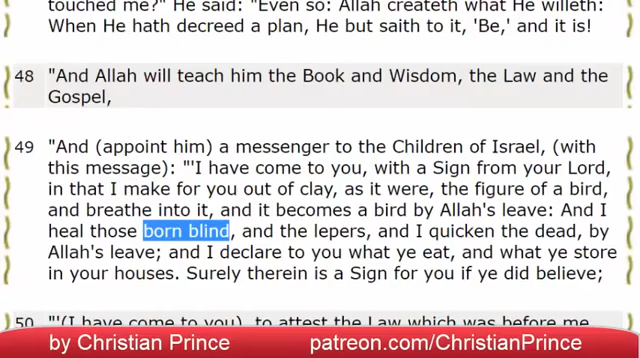 touched me?" He said: "Even so: Allah createth what He willeth:
When He hath decreed a plan, He but saith to it, 'Be,' and it is!
48 "And Allah will teach him the Book and Wisdom, the Law and the
Gospel,
49 "And (appoint him) a messenger to the Children of Israel, (with
this message): "'I have come to you, with a Sign from your Lord,
in that I make for you out of clay, as it were, the figure of a bird,
and breathe into it, and it becomes a bird by Allah's leave: And I
heal those born blind, and the lepers, and I quicken the dead, by
Allah's leave; and I declare to you what ye eat, and what ye store
in your houses. Surely therein is a Sign for you if ye did believe;
50 "'(I have come to you), to attest the Law which was before me
by Christian Prince patreon.com/ChristianPrince